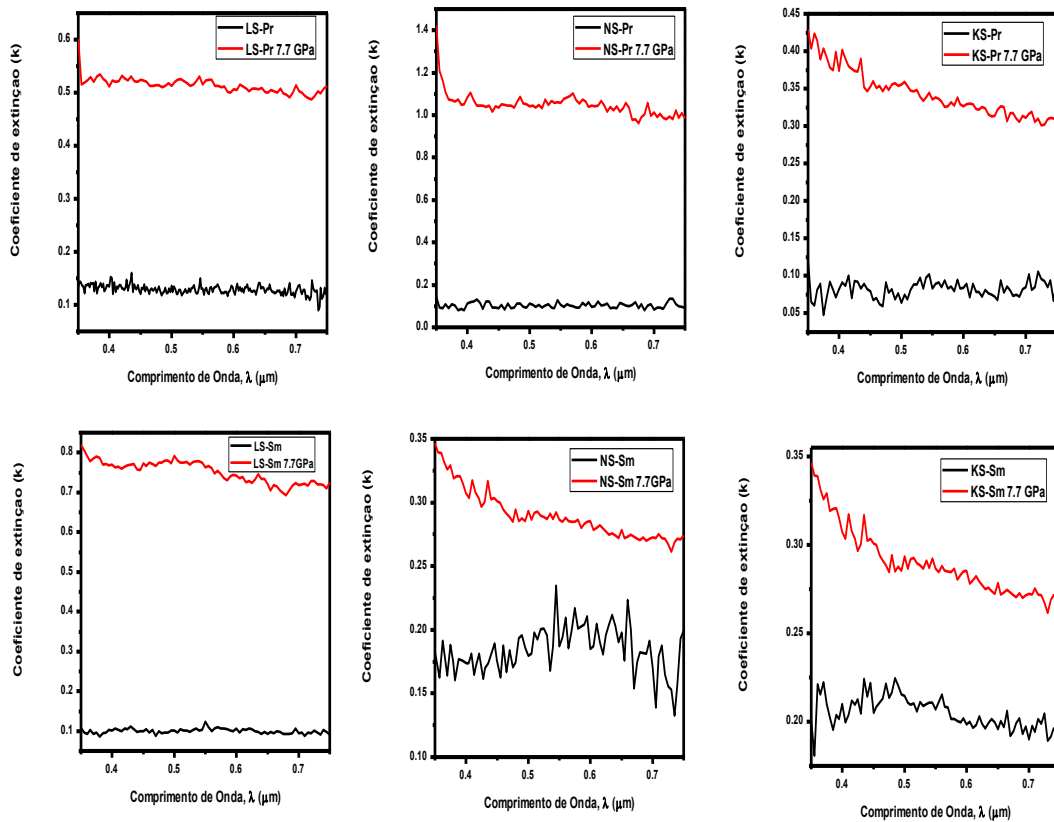 LS-Pr
LS-Pr 7.7 GPa
0.6
0.5
0.4
0.3
0.2
0.1
Coeficiente de extinçao (k)
0.4
0.5
0.6
0.7
Comprimento de Onda, λ (μm)
NS-Pr
NS-Pr 7.7 GPa
1.4
1.2
1.0
0.8
0.6
0.4
0.2
0.0
Coeficiente de extinçao (k)
0.4
0.5
0.6
0.7
Comprimento de Onda, λ (μm)
KS-Pr
KS-Pr 7.7 GPa
0.45
0.40
0.35
0.30
0.25
0.20
0.15
0.10
0.05
Coeficiente de extinçao (k)
0.4
0.5
0.6
0.7
Comprimento de Onda, λ (μm)
LS-Sm
LS-Sm 7.7GPa
0.8
0.7
0.6
0.5
0.4
0.3
0.2
0.1
Coeficiente de extinçao (k)
0.4
0.5
0.6
0.7
Comprimento de Onda, λ (μm)
NS-Sm
NS-Sm 7.7GPa
0.35
0.30
0.25
0.20
0.15
0.10
Coeficiente de extinçao (k)
0.4
0.5
0.6
0.7
Comprimento de Onda, λ (μm)
KS-Sm
KS-Sm 7.7 GPa
0.35
0.30
0.25
0.20
Coeficiente de extinçao (k)
0.4
0.5
0.6
0.7
Comprimento de Onda, λ (μm)